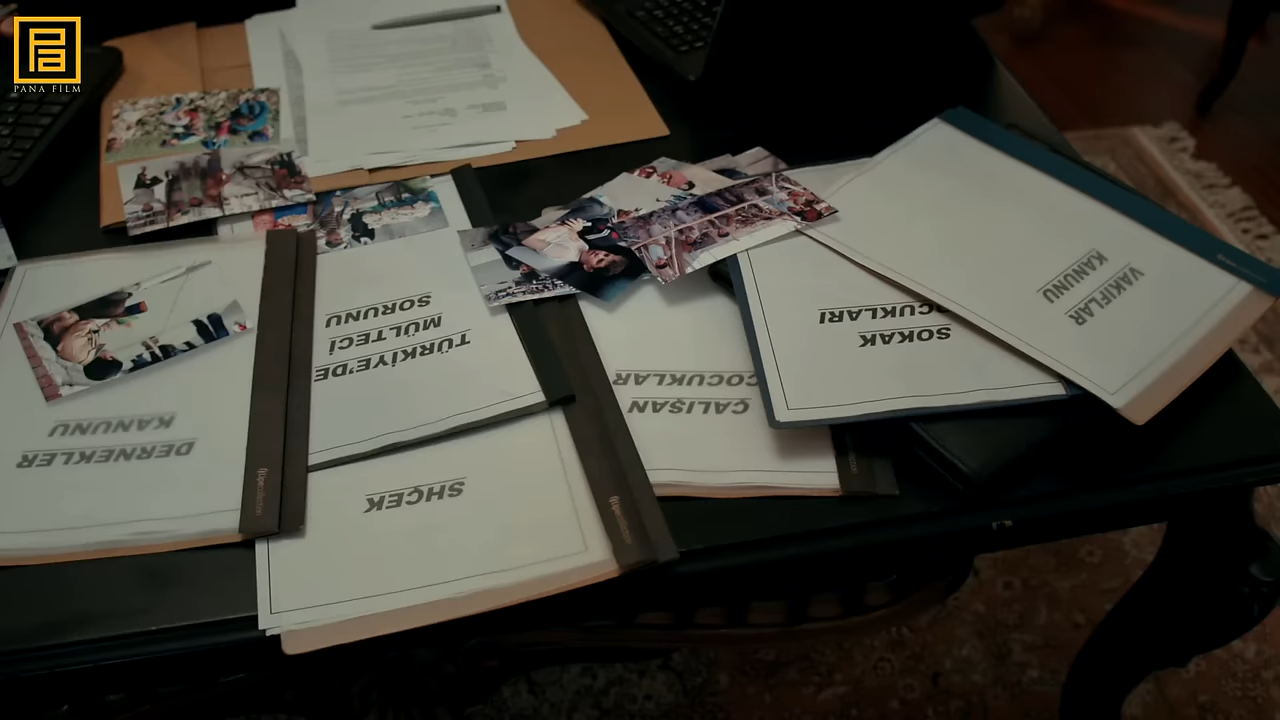 PANA FILM
DERNEKLER
KANUNU
TÜRKİYE'DE
MÜLTECİ
SORUNU
SHÇEK
ÇALIŞAN
ÇOCUKLAR
SOKAK
ÇOCUKLARI
VAKIFLAR
KANUNU